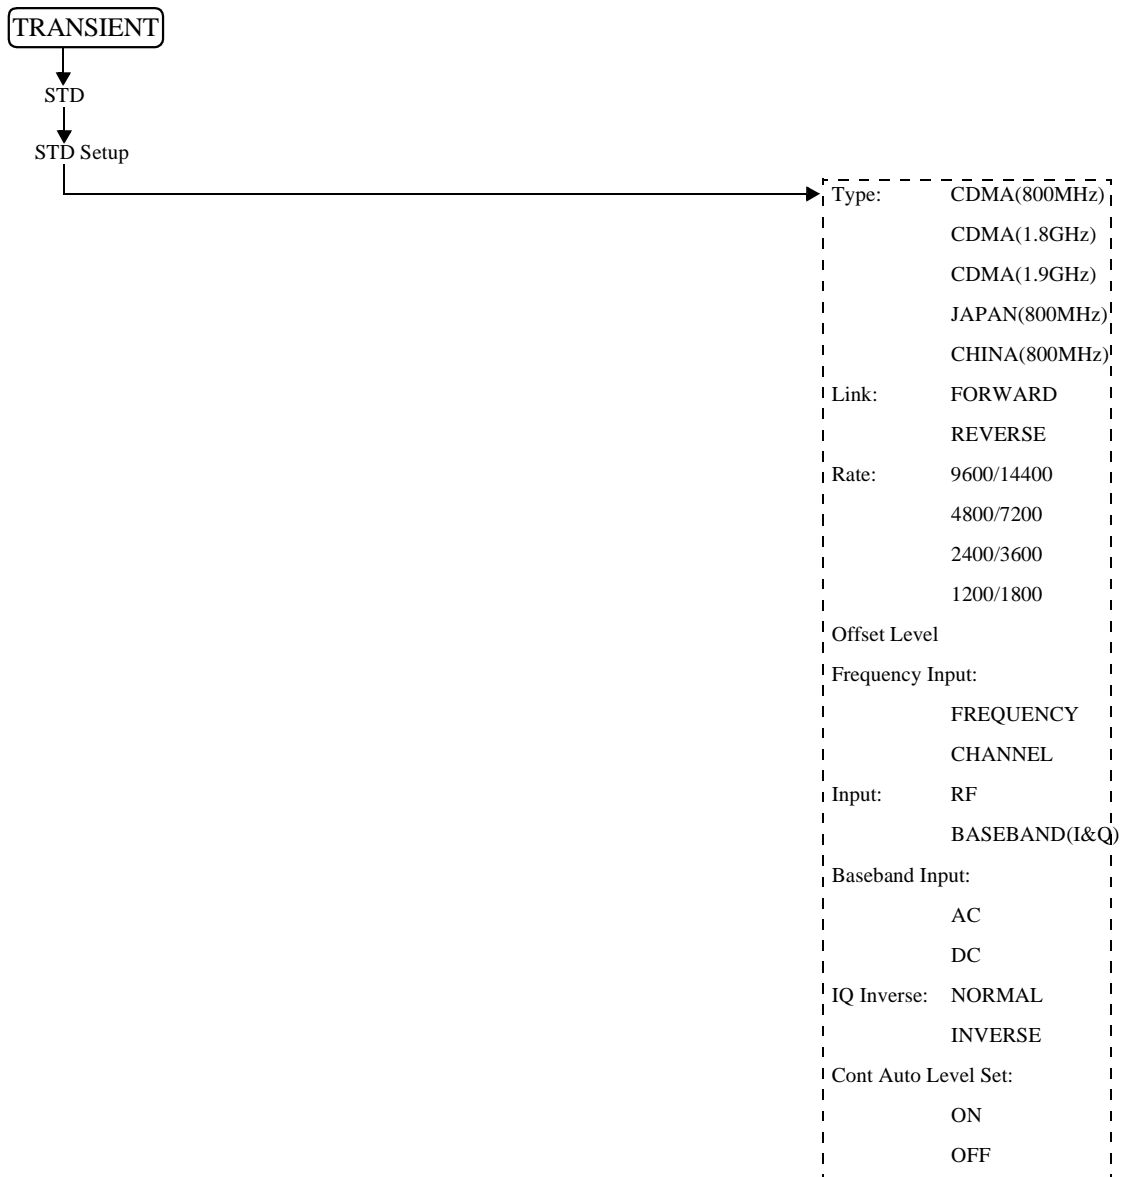 TRANSIENT
STD
STD Setup
Type: CDMA(800MHz)
CDMA(1.8GHz)
CDMA(1.9GHz)
JAPAN(800MHz)
CHINA(800MHz)
Link: FORWARD
REVERSE
Rate: 9600/14400
4800/7200
2400/3600
1200/1800
Offset Level
Frequency Input:
FREQUENCY
CHANNEL
Input: RF
BASEBAND(I&Q)
Baseband Input:
AC
DC
IQ Inverse: NORMAL
INVERSE
Cont Auto Level Set:
ON
OFF